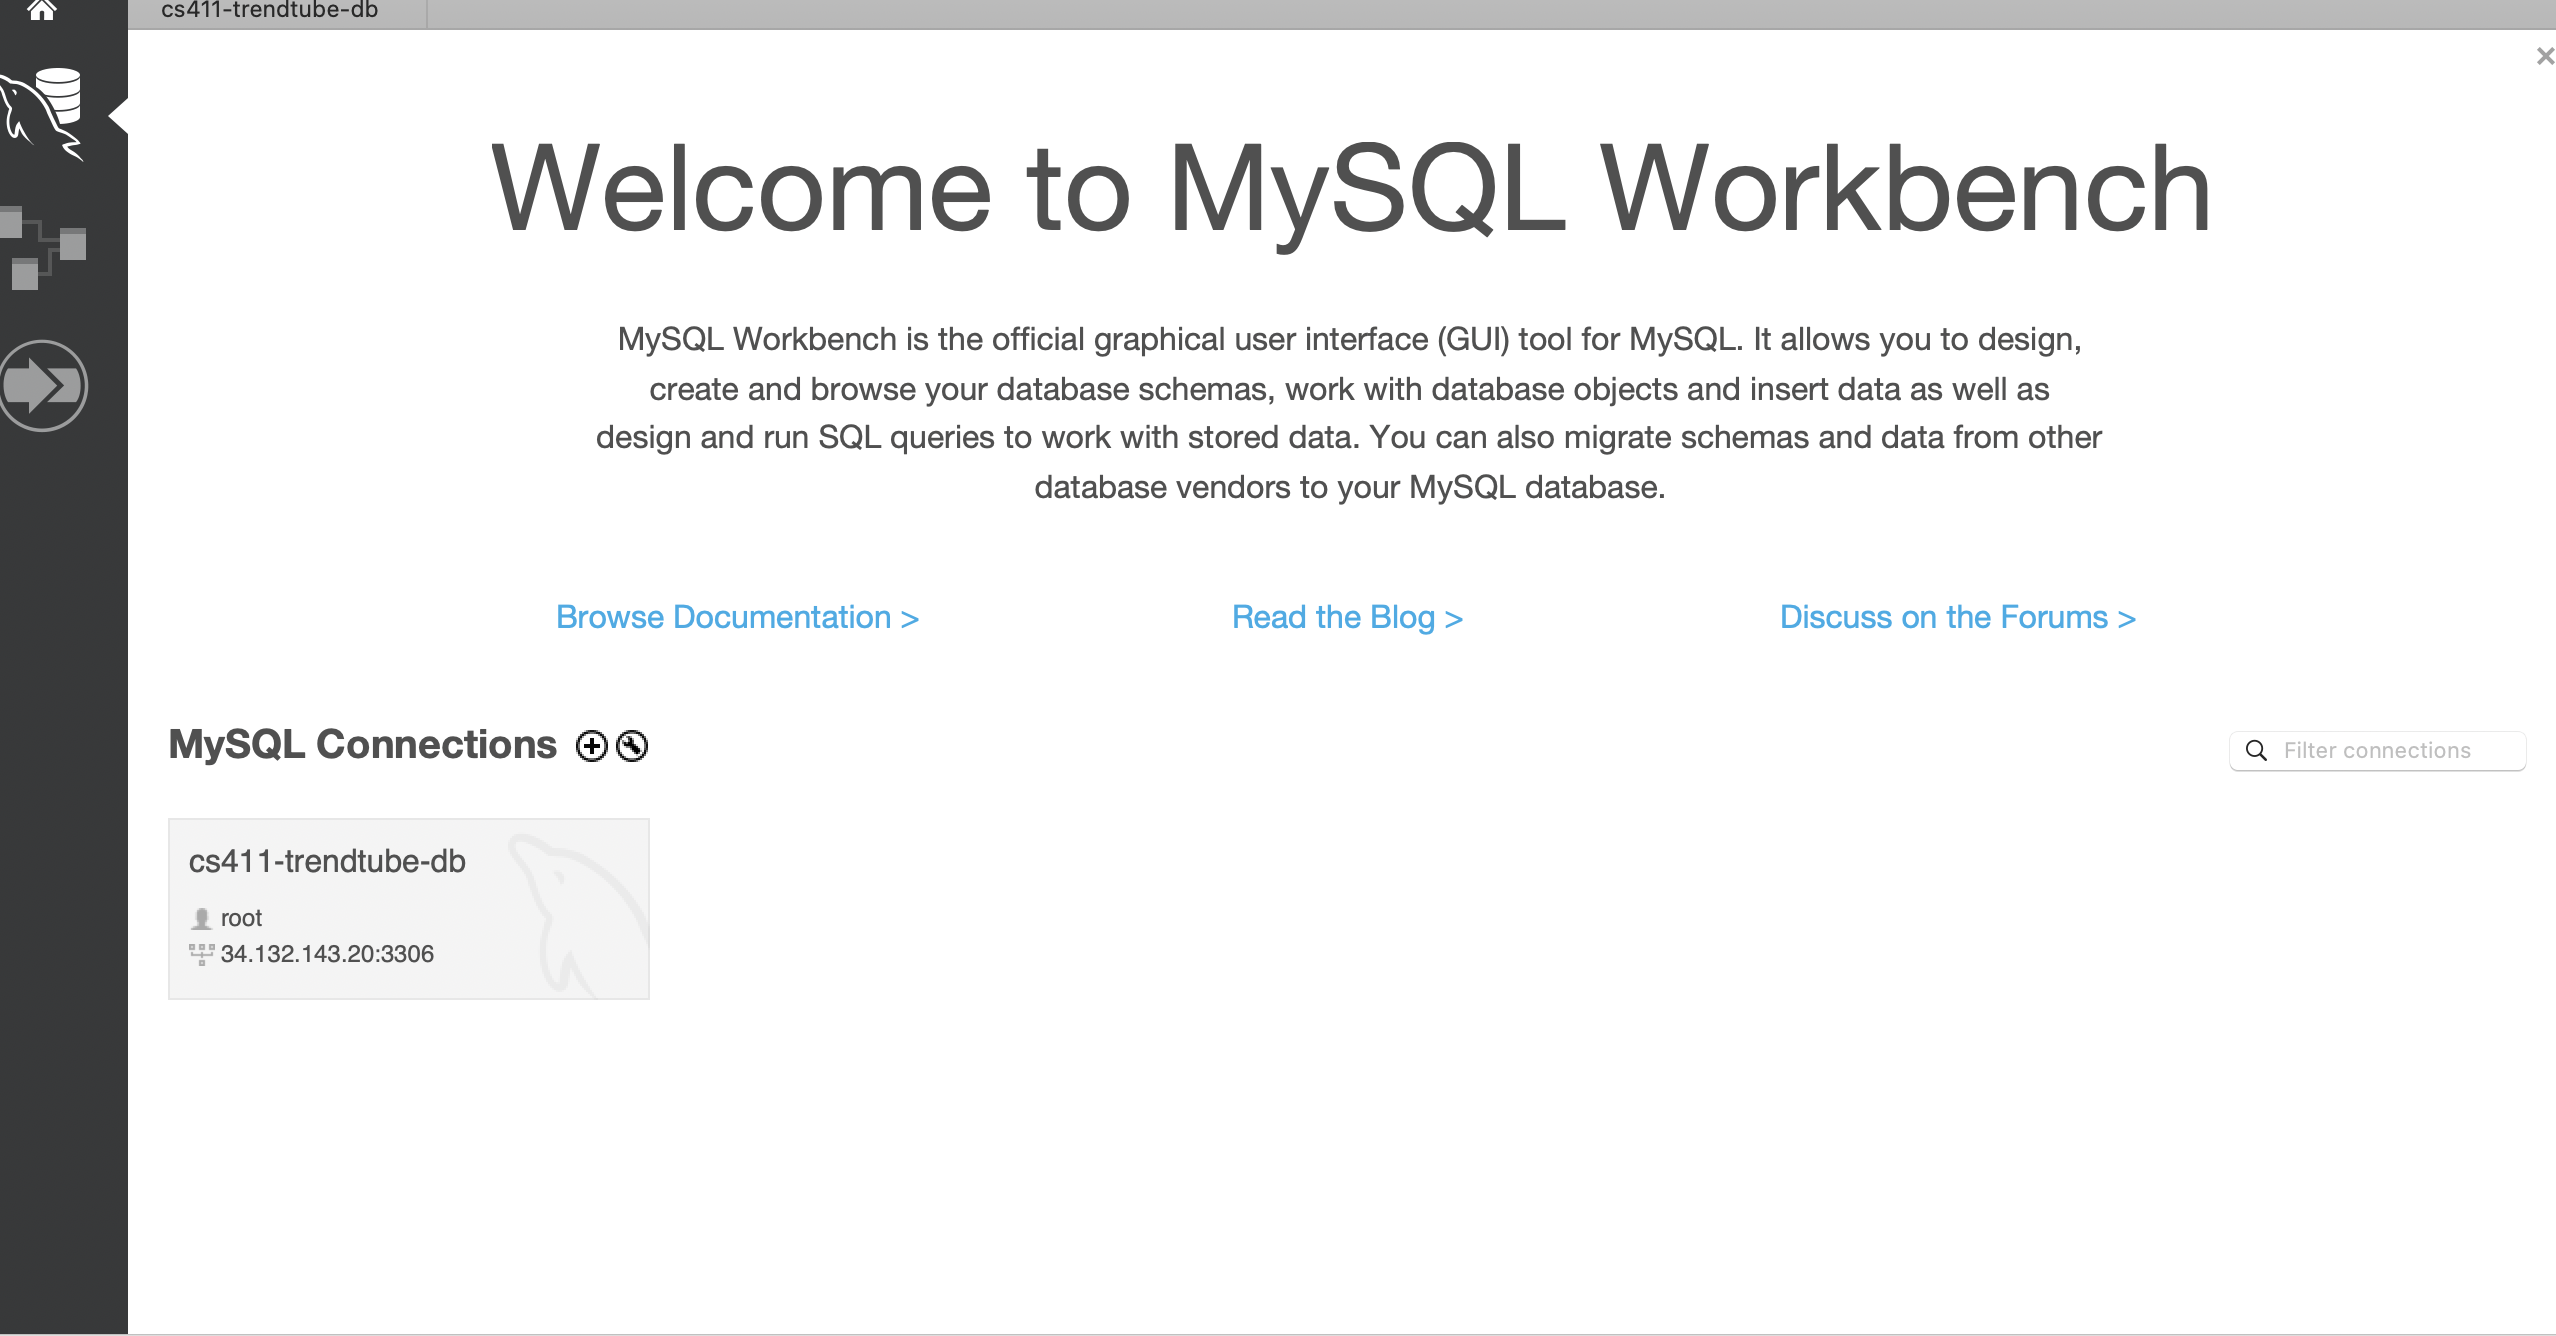 cs411-trendtube-db
Welcome to MySQL Workbench
MySQL Workbench is the official graphical user interface (GUI) tool for MySQL. It allows you to design,
create and browse your database schemas, work with database objects and insert data as well as
design and run SQL queries to work with stored data. You can also migrate schemas and data from other
database vendors to your MySQL database.
Browse Documentation >
Read the Blog >
Discuss on the Forums >
MySQL Connections
Filter connections
cs411-trendtube-db
root
34.132.143.20:3306